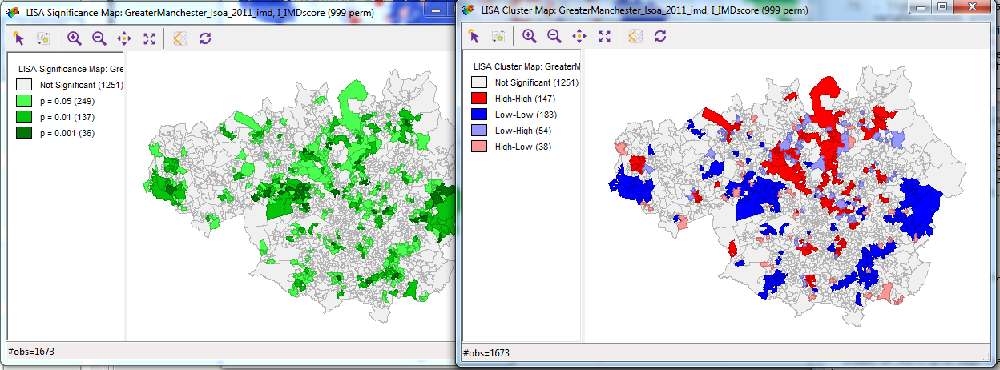 LISA Significance Map: GreaterManchester_lsoa_2011_imd, I_IMDscore (999 perm)
LISA Significance Map: Gre
Not Significant (1251)
p = 0.05 (249)
p = 0.01 (137)
p = 0.001 (36)
#obs=1673
LISA Cluster Map: GreaterManchester_lsoa_2011_imd, I_IMDscore (999 perm)
LISA Cluster Map: GreaterM
Not Significant (1251)
High-High (147)
Low-Low (183)
Low-High (54)
High-Low (38)
#obs=1673